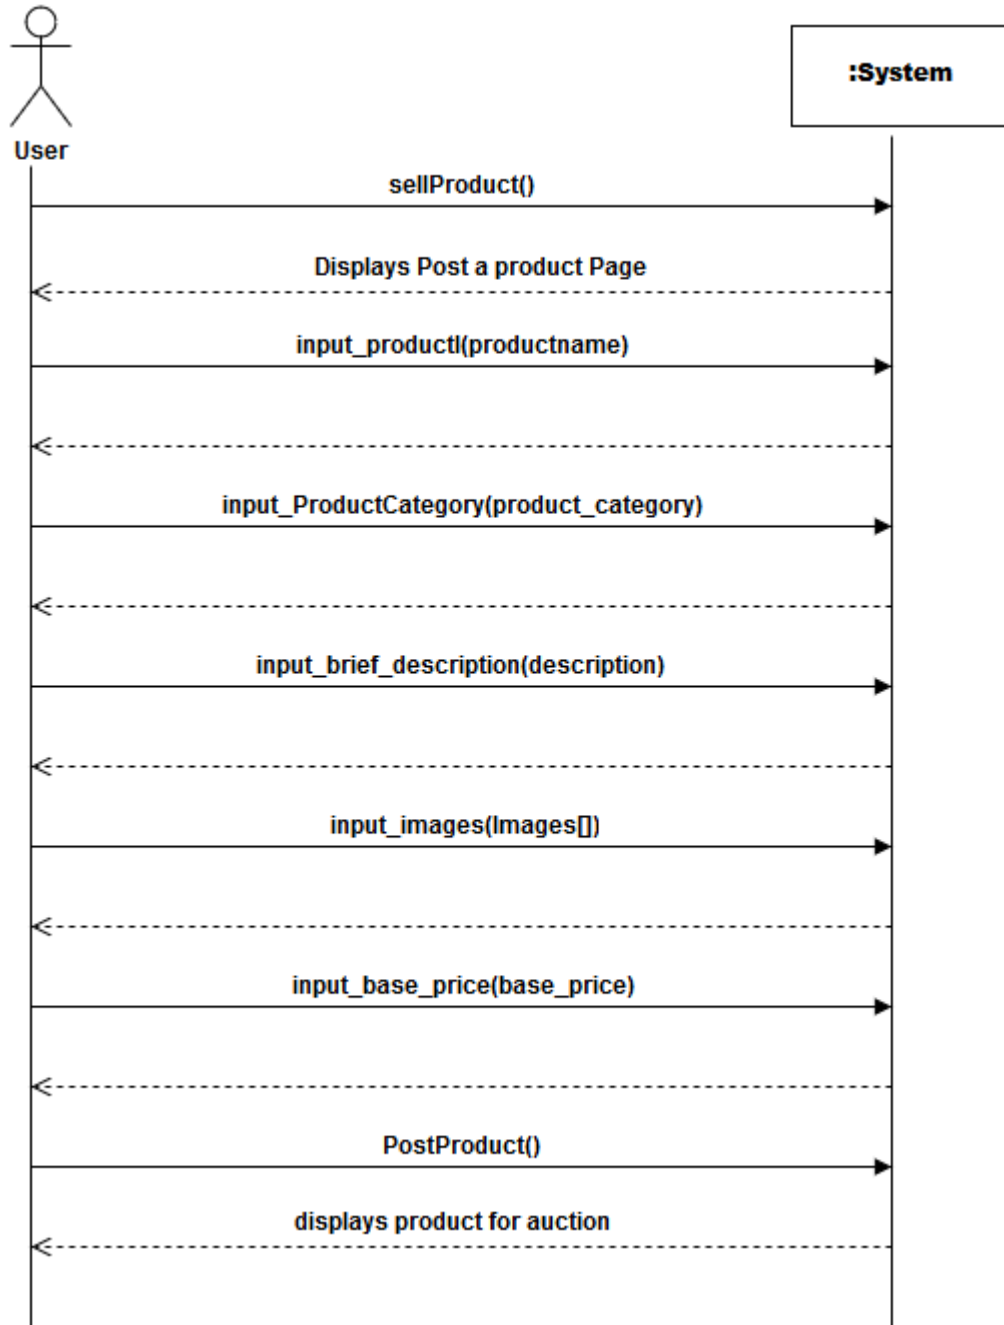 :System
User
sellProduct()
Displays Post a product Page
input_productl(productname)
input_ProductCategory(product_category)
input_brief_description(description)
input_images(Images[])
input_base_price(base_price)
PostProduct()
displays product for auction